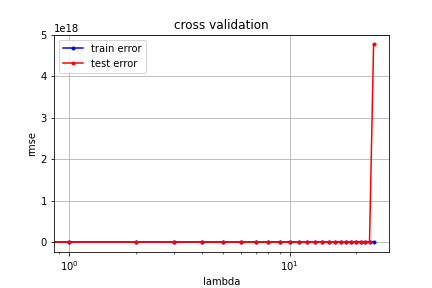 cross validation
1e18
train error
test error
5
4
3
2
1
0
rmse
10⁰
10¹
lambda